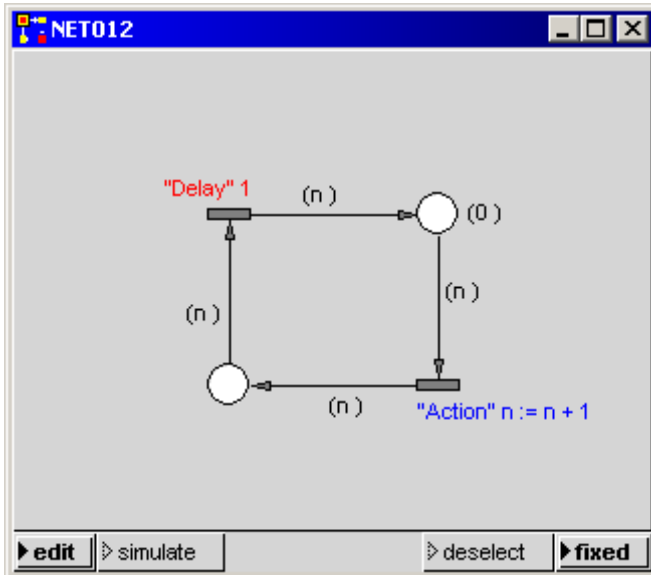 NET012
"Delay" 1
(n )
(0 )
(n )
(n )
(n )
"Action" n := n + 1
edit
simulate
deselect
fixed